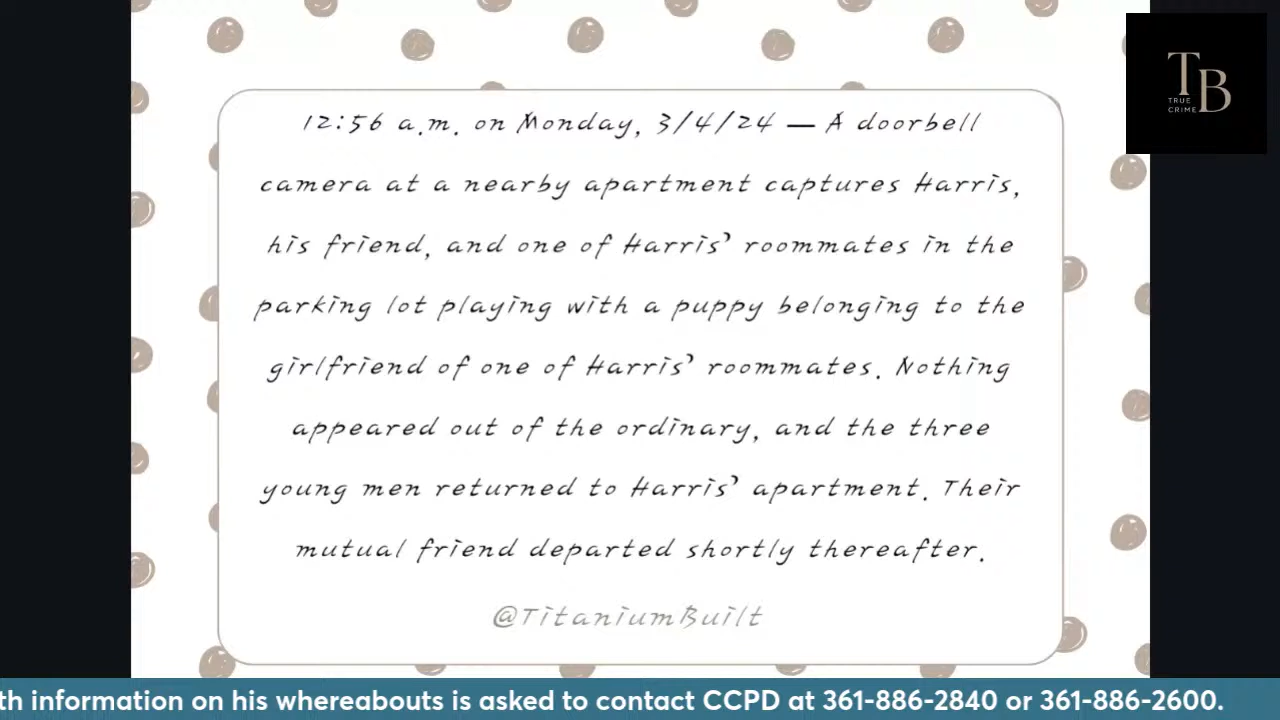 12:56 a.m. on Monday, 3/4/24 — A doorbell
camera at a nearby apartment captures Harris,
his friend, and one of Harris’ roommates in the
parking lot playing with a puppy belonging to the
girlfriend of one of Harris’ roommates. Nothing
appeared out of the ordinary, and the three
young men returned to Harris’ apartment. Their
mutual friend departed shortly thereafter.
@TitaniumBuilt
TB
TRUE
CRIME
th information on his whereabouts is asked to contact CCPD at 361-886-2840 or 361-886-2600.